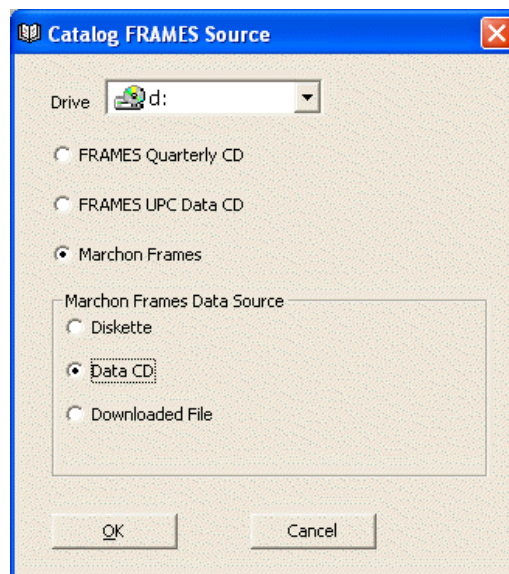 Catalog FRAMES Source
Drive d:
FRAMES Quarterly CD
FRAMES UPC Data CD
Marchon Frames
Marchon Frames Data Source
Diskette
Data CD
Downloaded File
OK Cancel